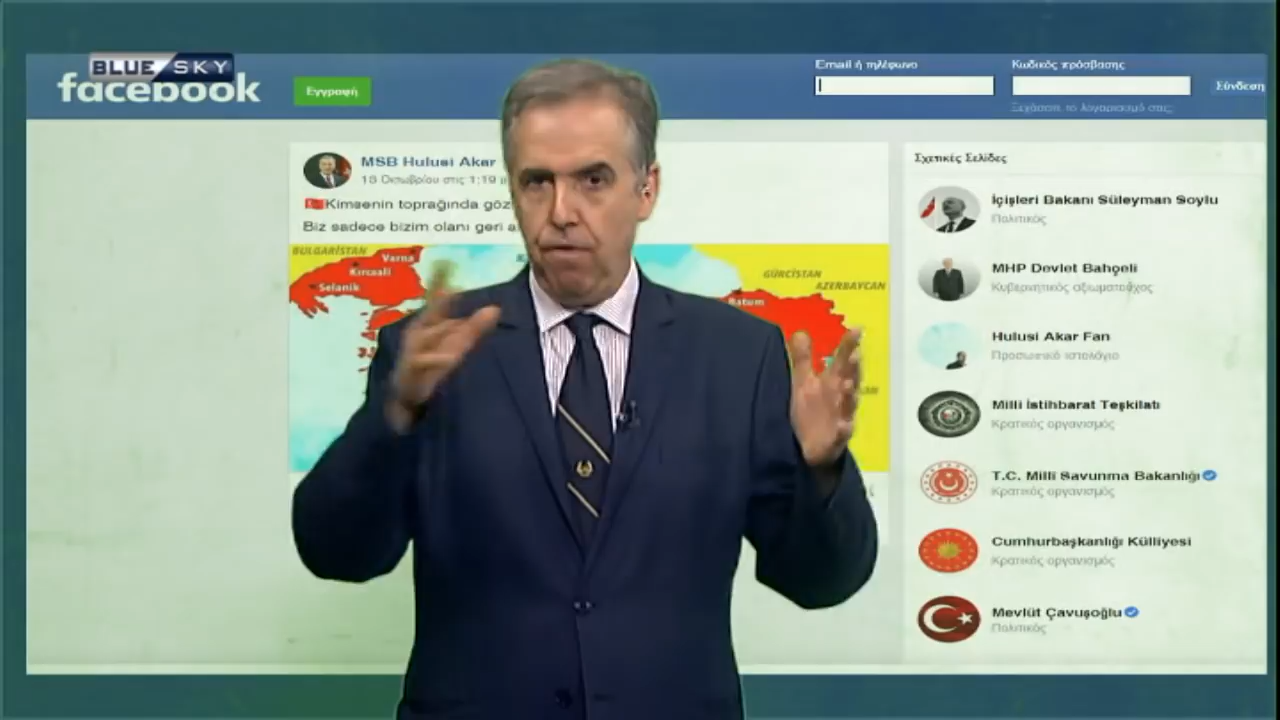 BLUE SKY
facebook
Εγγραφή
Email ή τηλέφωνο
Κωδικός πρόσβασης
Σύνδεση
Ξεχάσατε το λογαριασμό σας;
MSB Hulusi Akar
18 Οκτωβρίου στις 1:19
Kimsenin toprağında göz
Biz sadece bizim olanı geri a
BULGARİSTAN
Varna
Kırcaali
Selanik
GÜRCİSTAN
AZERBAYCAN
Batum
Σχετικές Σελίδες
İçişleri Bakanı Süleyman Soylu
Πολιτικός
MHP Devlet Bahçeli
Κυβερνητικός αξιωματούχος
Hulusi Akar Fan
Προσωπικό ιστολόγιο
Milli İstihbarat Teşkilatı
Κρατικός οργανισμός
T.C. Millî Savunma Bakanlığı
Κρατικός οργανισμός
Cumhurbaşkanlığı Külliyesi
Κρατικός οργανισμός
Mevlüt Çavuşoğlu
Πολιτικός